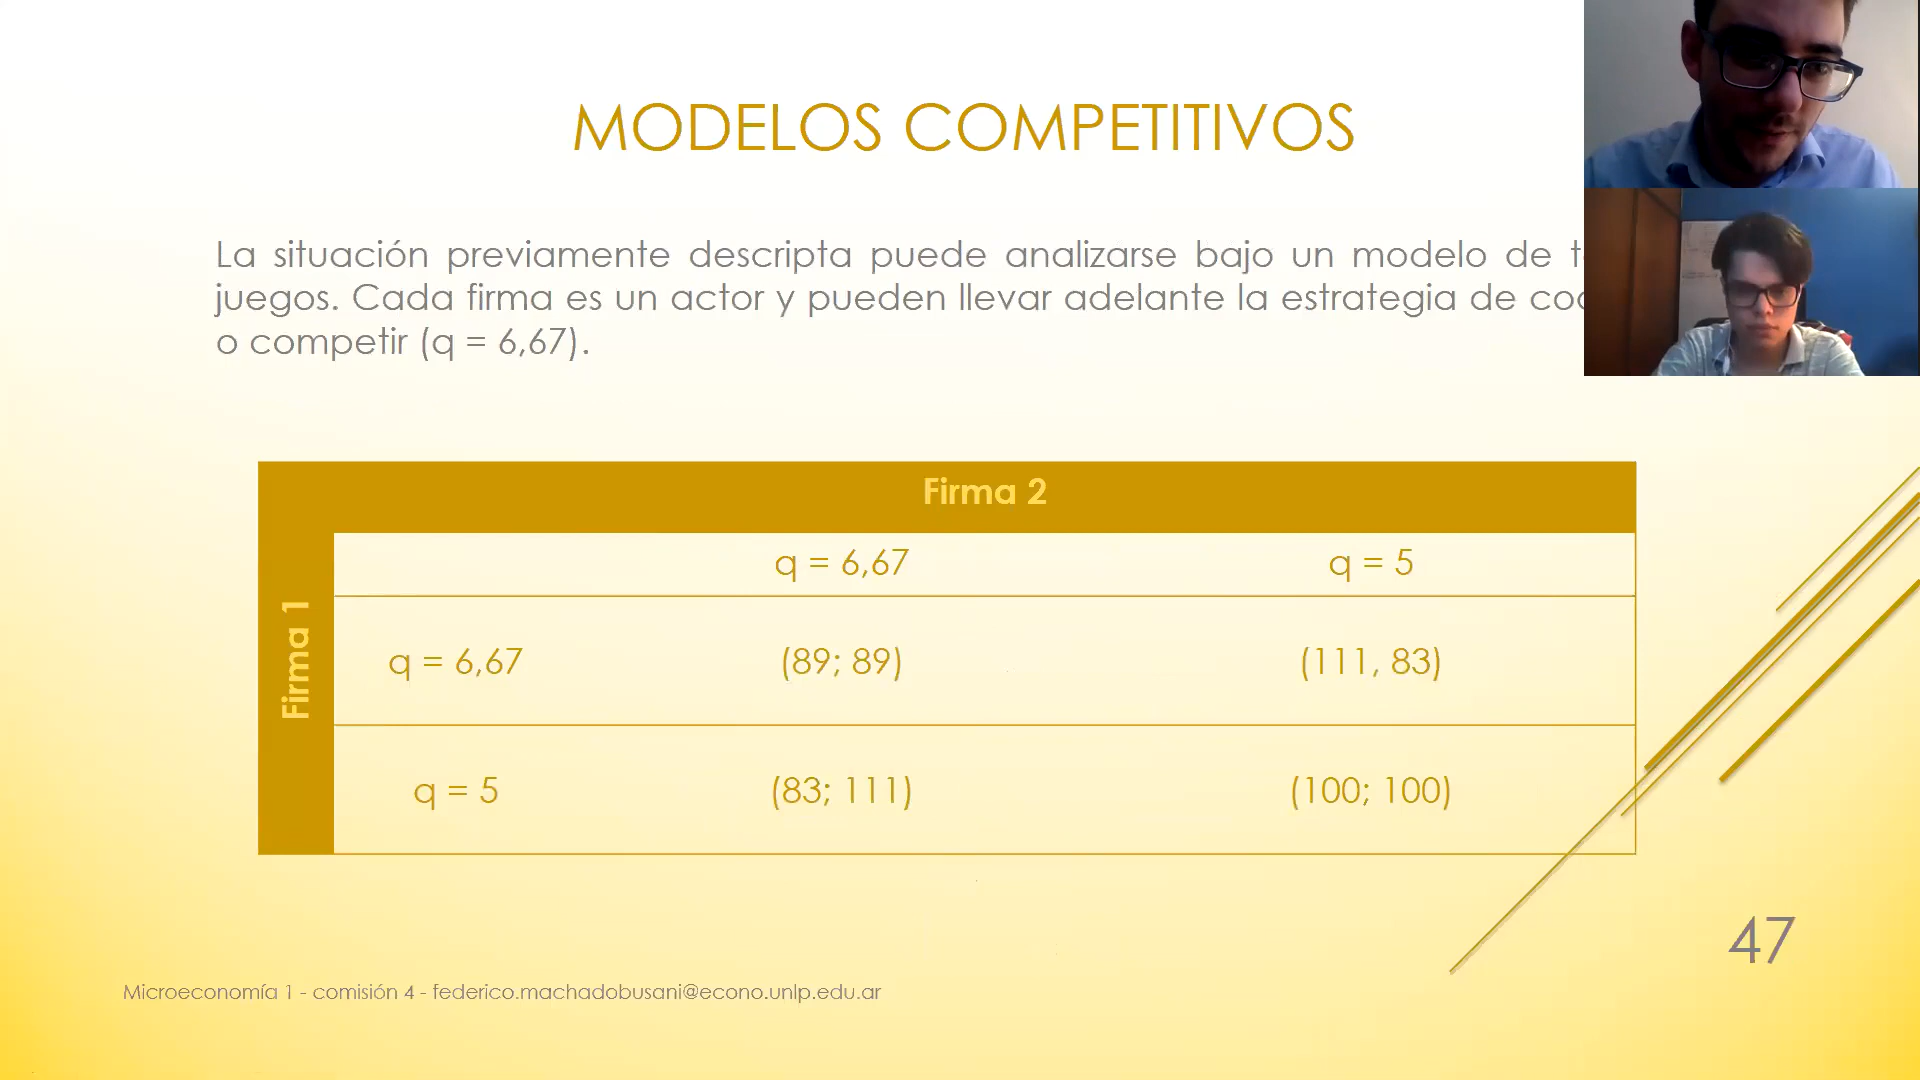 MODELOS COMPETITIVOS
La situación previamente descripta puede analizarse bajo un modelo de
juegos. Cada firma es un actor y pueden llevar adelante la estrategia de
o competir (q = 6,67).
Firma 2
q = 6,67 q = 5
Firma 1
q = 6,67 (89; 89) (111, 83)
q = 5 (83; 111) (100; 100)
47
Microeconomía 1 - comisión 4 - federico.machadobusani@econo.unlp.edu.ar